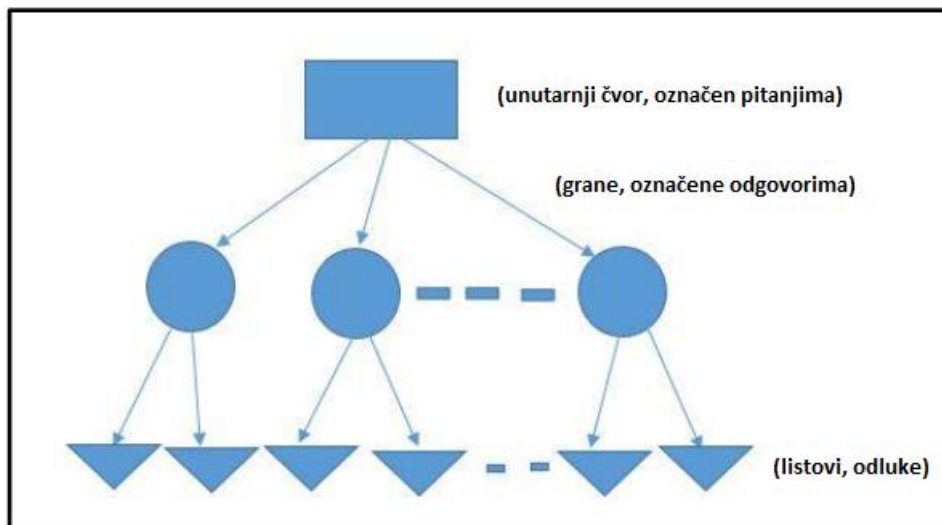 (unutarnji čvor, označen pitanjima)
(grane, označene odgovorima)
(listovi, odluke)